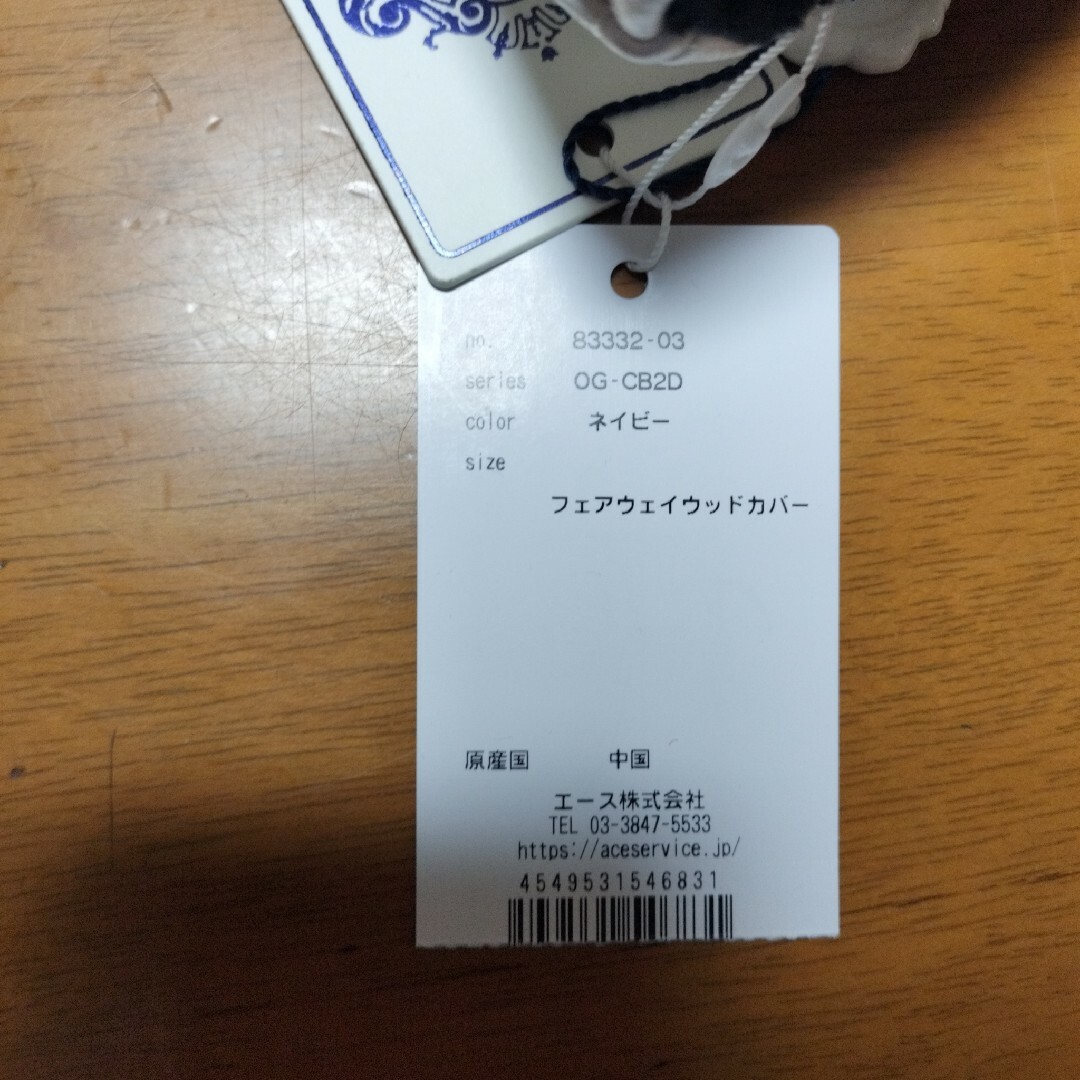 no. 83332-03
series OG-CB2D
color ネイビー
size
フェアウェイウッドカバー
原産国 中国
エース株式会社
TEL 03-3847-5533
https://aceservice.jp/
4549531546831